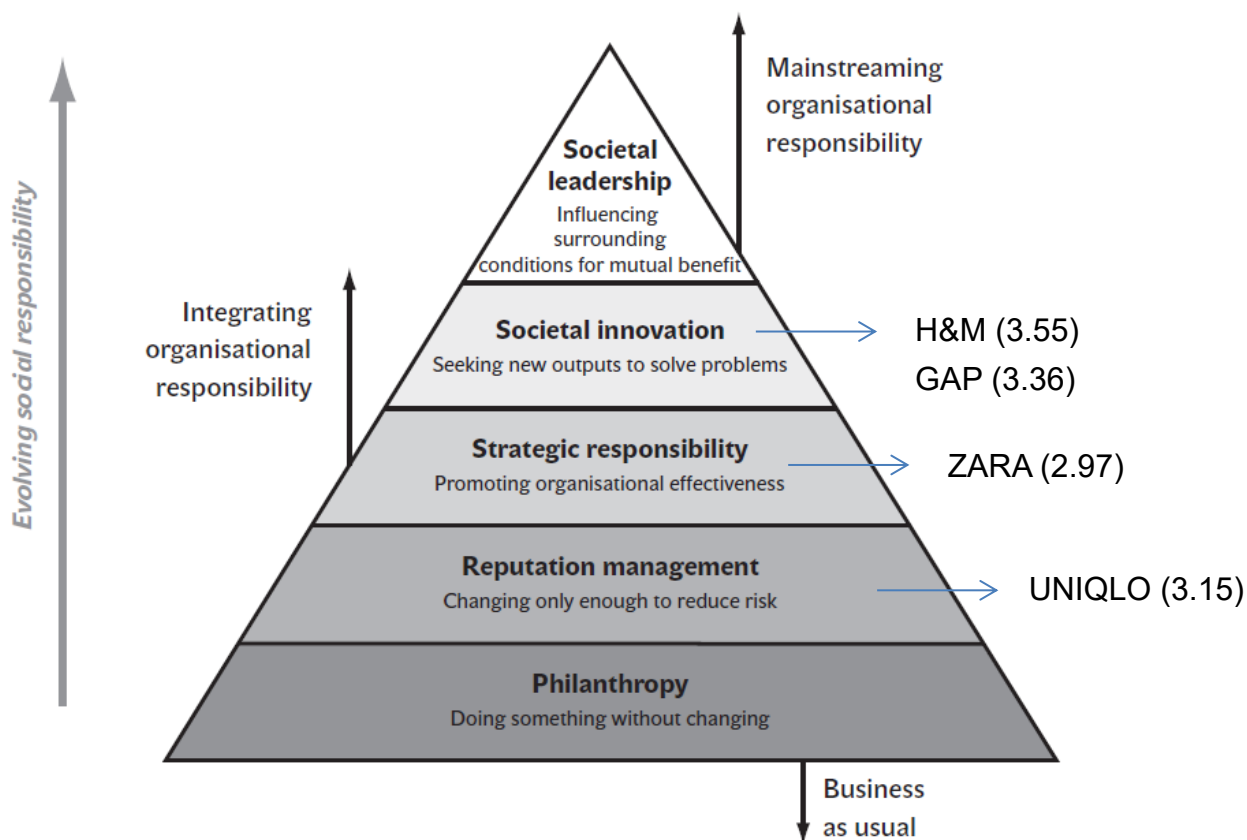 Evolving social responsibility
Mainstreaming
organisational
responsibility
Societal
leadership
Influencing
surrounding
conditions for mutual benefit
Integrating
organisational
responsibility
Societal innovation
Seeking new outputs to solve problems
H&M (3.55)
GAP (3.36)
Strategic responsibility
Promoting organisational effectiveness
ZARA (2.97)
Reputation management
Changing only enough to reduce risk
UNIQLO (3.15)
Philanthropy
Doing something without changing
Business
as usual